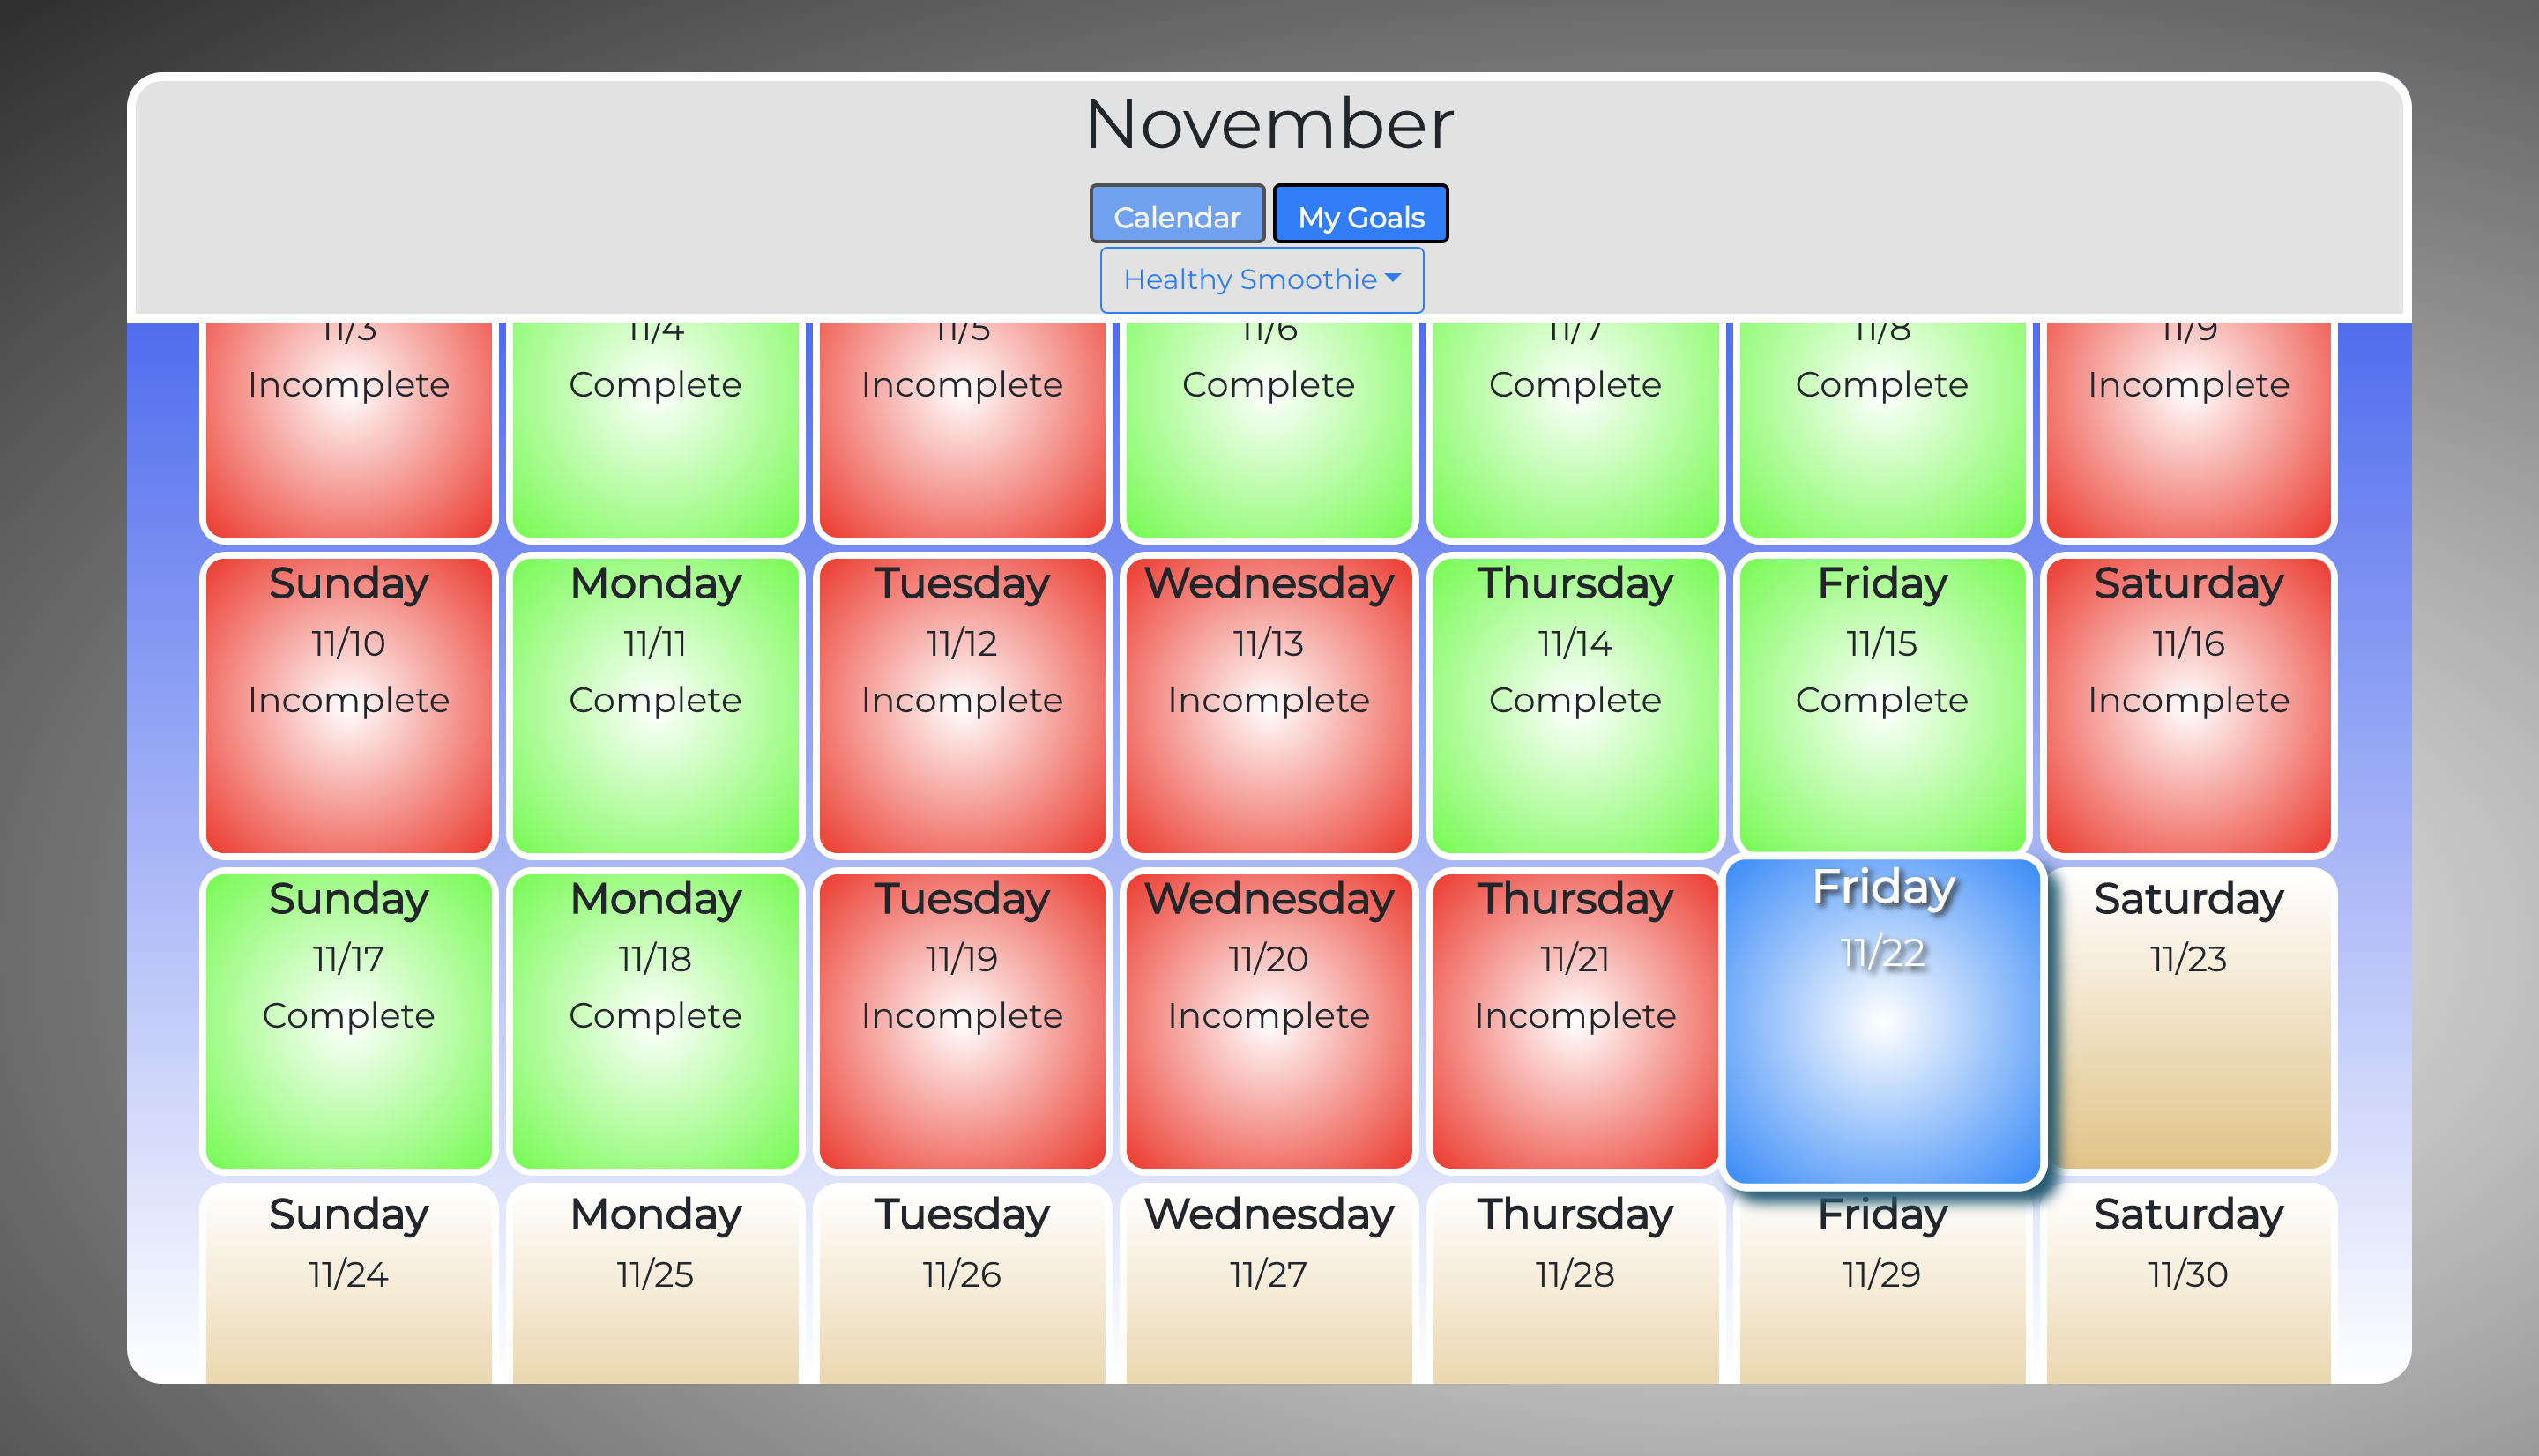 November
Calendar My Goals
Healthy Smoothie
11/3 11/4 11/5 11/6 11/7 11/8 11/9
Incomplete Complete Incomplete Complete Complete Complete Incomplete
Sunday Monday Tuesday Wednesday Thursday Friday Saturday
11/10 11/11 11/12 11/13 11/14 11/15 11/16
Incomplete Complete Incomplete Incomplete Complete Complete Incomplete
Sunday Monday Tuesday Wednesday Thursday Friday Saturday
11/17 11/18 11/19 11/20 11/21 11/22 11/23
Complete Complete Incomplete Incomplete Incomplete
Sunday Monday Tuesday Wednesday Thursday Friday Saturday
11/24 11/25 11/26 11/27 11/28 11/29 11/30